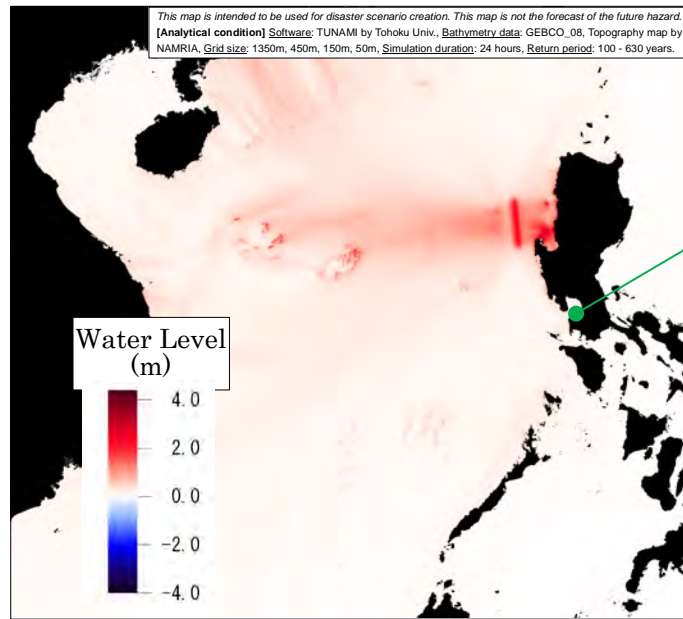 This map is intended to be used for disaster scenario creation. This map is not the forecast of the future hazard.
[Analytical condition] Software: TUNAMI by Tohoku Univ., Bathymetry data: GEBCO_08, Topography map by
NAMRIA, Grid size: 1350m, 450m, 150m, 50m, Simulation duration: 24 hours, Return period: 100 - 630 years.
Water Level
(m)
4.0
2.0
0.0
-2.0
-4.0